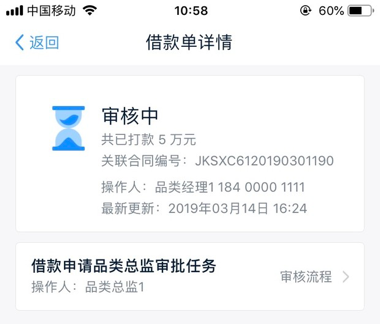 中国移动 10:58 60%
返回 借款单详情
审核中
共已打款 5 万元
关联合同编号：JKSXC6120190301190
操作人：品类经理1 184 0000 1111
最新更新：2019年03月14日 16:24
借款申请品类总监审批任务
审核流程
操作人：品类总监1